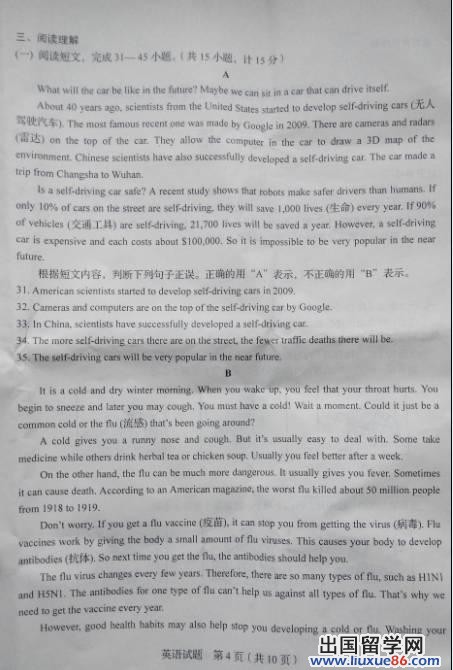 三、阅读理解
(一) 阅读短文，完成31—45小题。(共15小题，计15分)
A
What will the car be like in the future? Maybe we can sit in a car that can drive itself.
About 40 years ago, scientists from the United States started to develop self-driving cars (无人
驾驶汽车). The most famous recent one was made by Google in 2009. There are cameras and radars
(雷达) on the top of the car. They allow the computer in the car to draw a 3D map of the
environment. Chinese scientists have also successfully developed a self-driving car. The car made a
trip from Changsha to Wuhan.
Is a self-driving car safe? A recent study shows that robots make safer drivers than humans. If
only 10% of cars on the street are self-driving, they will save 1,000 lives (生命) every year. If 90%
of vehicles (交通工具) are self-driving, 21,700 lives will be saved a year. However, a self-driving
car is expensive and each costs about $100,000. So it is impossible to be very popular in the near
future.
根据短文内容，判断下列句子正误。正确的用“A”表示，不正确的用“B”表示。
31. American scientists started to develop self-driving cars in 2009.
32. Cameras and computers are on the top of the self-driving car by Google.
33. In China, scientists have successfully developed a self-driving car.
34. The more self-driving cars there are on the street, the fewer traffic deaths there will be.
35. The self-driving cars will be very popular in the near future.
B
It is a cold and dry winter morning. When you wake up, you feel that your throat hurts. You
begin to sneeze and later you may cough. You must have a cold! Wait a moment. Could it just be a
common cold or the flu (流感) that's been going around?
A cold gives you a runny nose and cough. But it's usually easy to deal with. Some take
medicine while others drink herbal tea or chicken soup. Usually you feel better after a week.
On the other hand, the flu can be much more dangerous. It usually gives you fever. Sometimes
it can cause death. According to an American magazine, the worst flu killed about 50 million people
from 1918 to 1919.
Don't worry. If you get a flu vaccine (疫苗), it can stop you from getting the virus (病毒). Flu
vaccines work by giving the body a small amount of flu viruses. This causes your body to develop
antibodies (抗体). So next time you get the flu, the antibodies should help you.
The flu virus changes every few years. Therefore, there are so many types of flu, such as H1N1
and H5N1. The antibodies for one type of flu can't help us against all types of flu. That's why we
need to get the vaccine every year.
However, good health habits may also help stop you developing a cold or flu. Washing your
英语试题 第4页 (共10页)
出国留学网
www.liuxue86.com